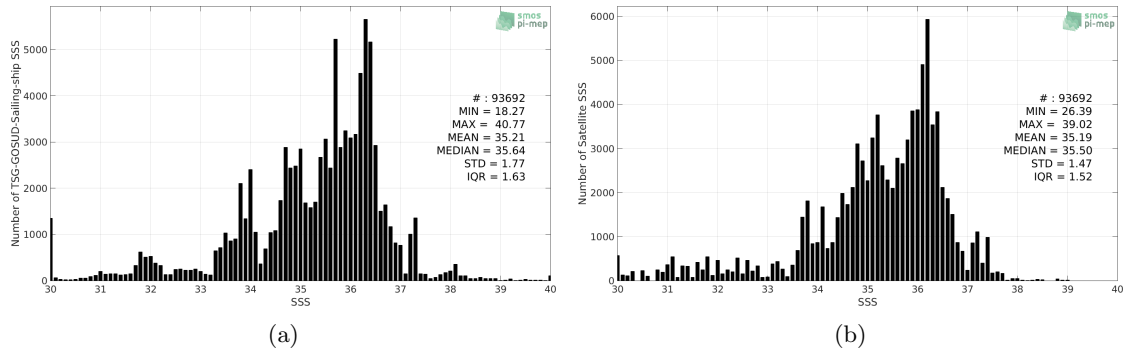 smos
pi-mep
Number of TSG-GOSUD-Sailing-ship SSS
5000
4000
3000
2000
1000
0
# : 93692
MIN = 18.27
MAX = 40.77
MEAN = 35.21
MEDIAN = 35.64
STD = 1.77
IQR = 1.63
30 31 32 33 34 35 36 37 38 39 40
SSS
(a)
smos
pi-mep
Number of Satellite SSS
6000
5000
4000
3000
2000
1000
0
# : 93692
MIN = 26.39
MAX = 39.02
MEAN = 35.19
MEDIAN = 35.50
STD = 1.47
IQR = 1.52
30 31 32 33 34 35 36 37 38 39 40
SSS
(b)